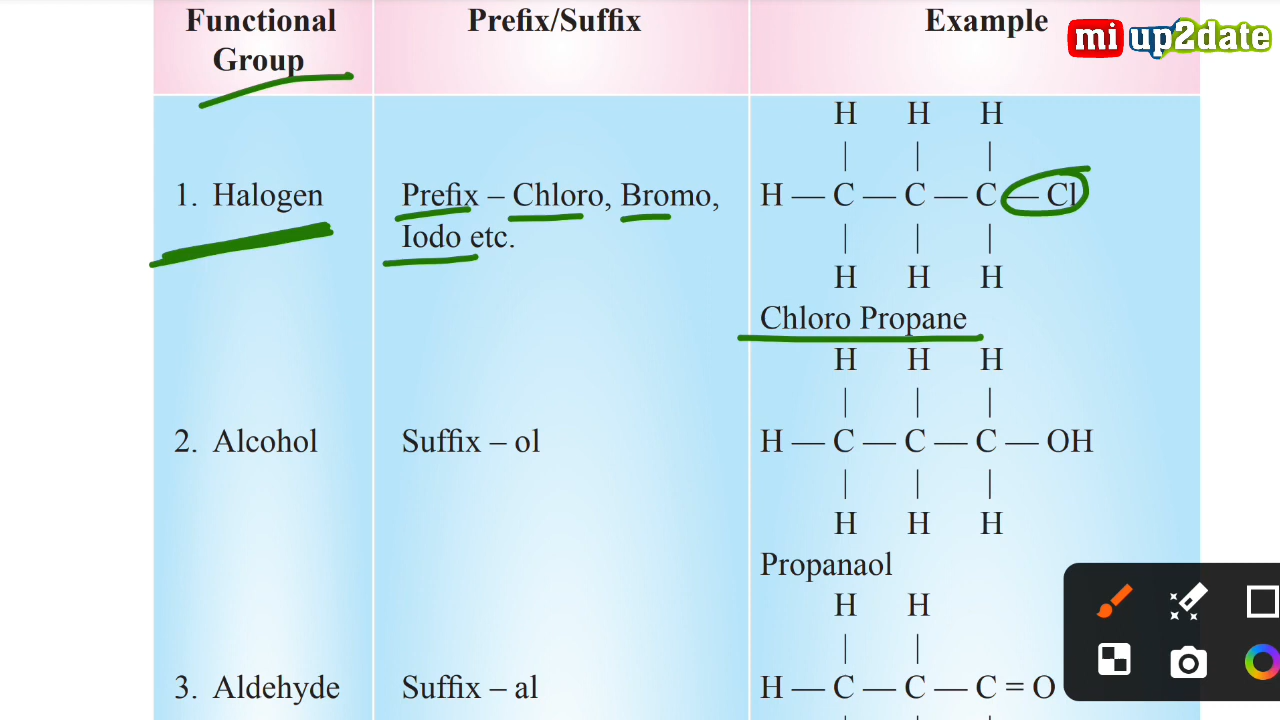 Functional Group
Prefix/Suffix
Example
mi up2date
H H H
| | |
1. Halogen
Prefix – Chloro, Bromo,
Iodo etc.
H — C — C — C — Cl
| | |
H H H
Chloro Propane
H H H
| | |
2. Alcohol
Suffix – ol
H — C — C — C — OH
| | |
H H H
Propanaol
H H
| |
3. Aldehyde
Suffix – al
H — C — C — C = O